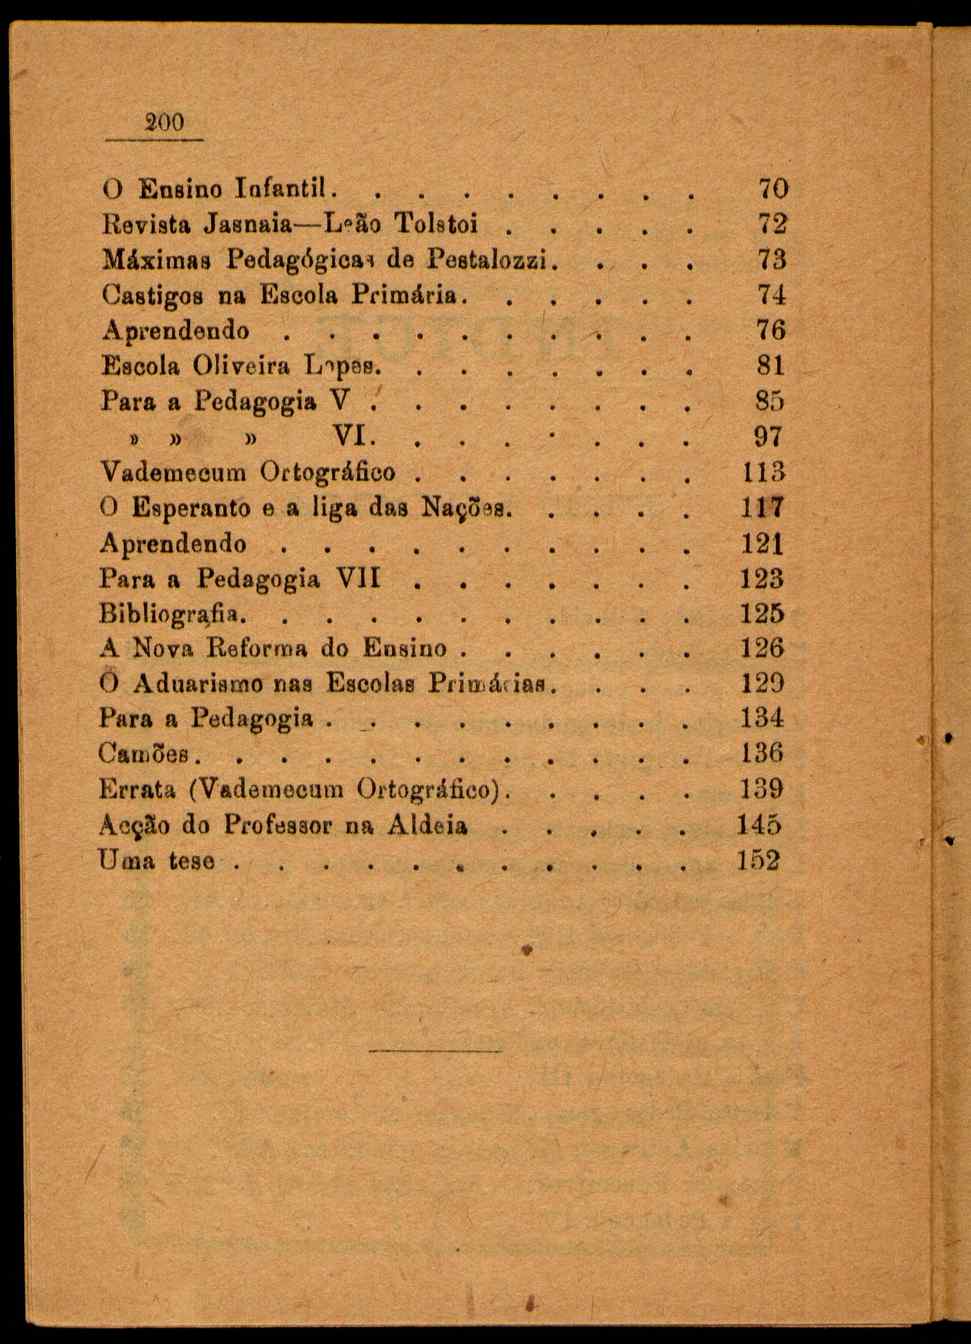 200
O Ensino Infantil. . . . . . . . . 70
Revista Jasnaia—Leão Tolstoi . . . . . 72
Máximas Pedagógicas de Pestalozzi. . . . 73
Castigos na Escola Primária. . . . . . 74
Aprendendo . . . . . . . . . . 76
Escola Oliveira Lopes. . . . . . . . 81
Para a Pedagogia V . . . . . . . . 85
» » » VI. . . . . . . . 97
Vademecum Ortográfico . . . . . . . 113
O Esperanto e a liga das Nações. . . . . 117
Aprendendo . . . . . . . . . . 121
Para a Pedagogia VII . . . . . . . 123
Bibliografia. . . . . . . . . . . 125
A Nova Reforma do Ensino . . . . . . 126
O Aduarismo nas Escolas Primárias. . . . 129
Para a Pedagogia . . . . . . . . . 134
Camões. . . . . . . . . . . . 136
Errata (Vademecum Ortográfico). . . . . 139
Acção do Professor na Aldeia . . . . . 145
Uma tese . . . . . . . . . . . 152